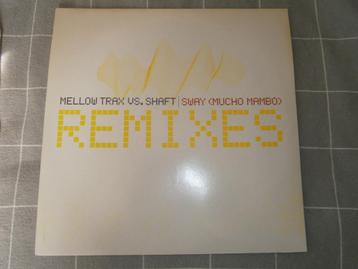 MELLOW TRAX VS. SHAFT | SWAY (MUCHO MAMBO)
REMIXES